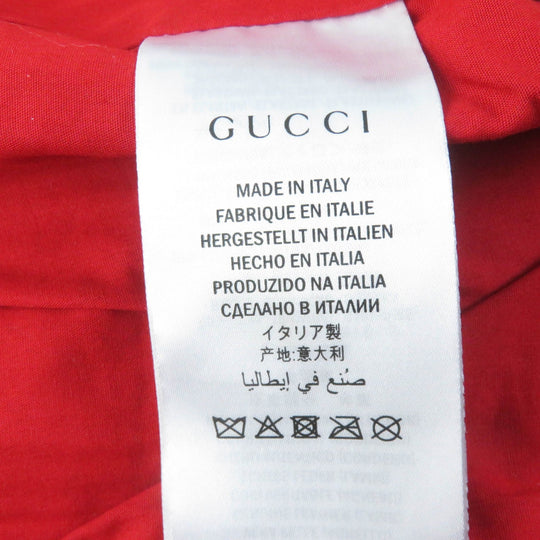 GUCCI
MADE IN ITALY
FABRIQUE EN ITALIE
HERGESTELLT IN ITALIEN
HECHO EN ITALIA
PRODUZIDO NA ITALIA
СДЕЛАНО В ИТАЛИИ
イタリア製
产地:意大利
صُنع في إيطاليا